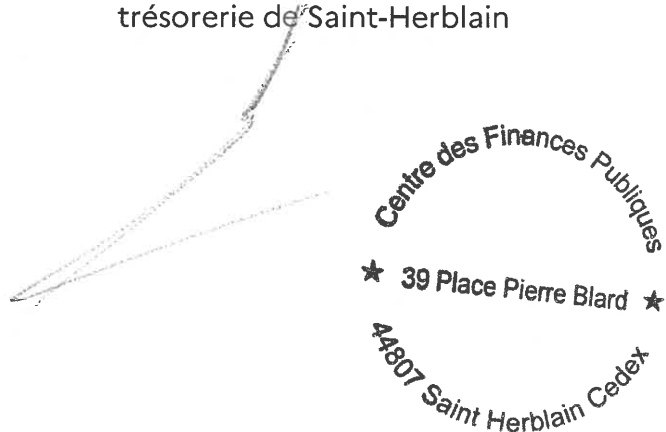 trésorerie de Saint-Herblain
Centre des Finances Publiques
★ 39 Place Pierre Blard ★
44807 Saint Herblain Cedex